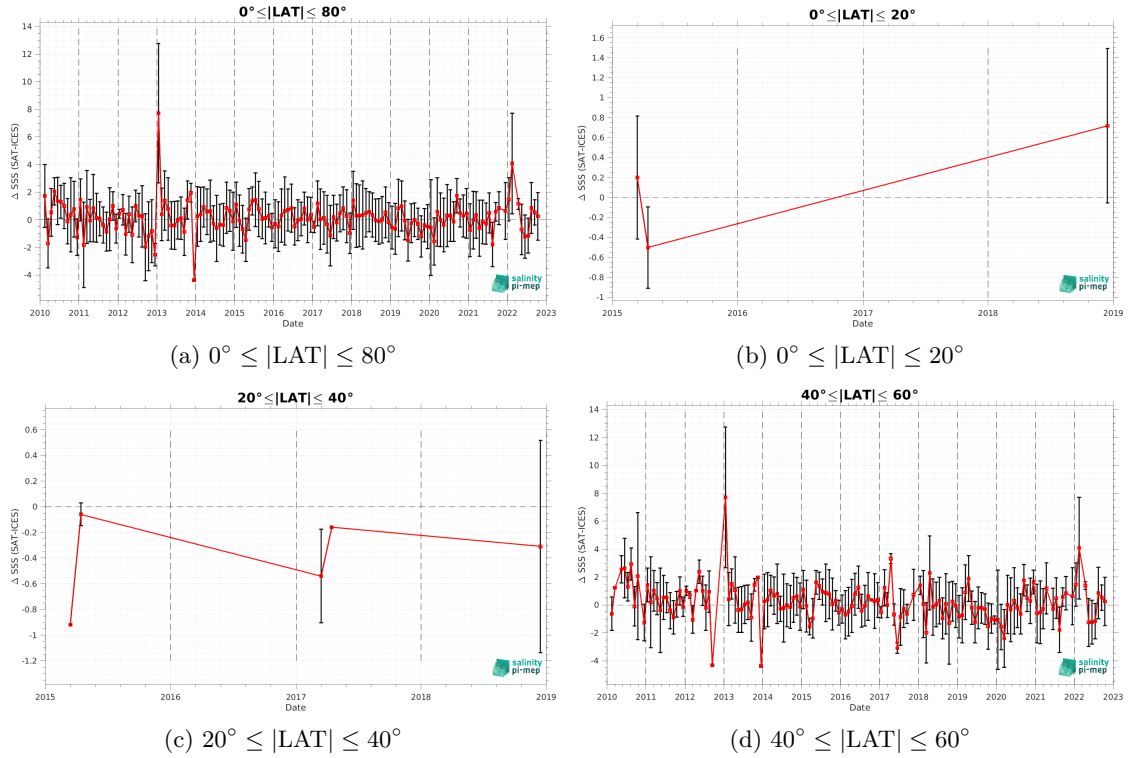 0°≤|LAT|≤ 80°
Δ SSS (SAT-ICES)
14
12
10
8
6
4
2
0
-2
-4
2010 2011 2012 2013 2014 2015 2016 2017 2018 2019 2020 2021 2022 2023
Date
salinity
pi-mep
(a) 0° ≤ |LAT| ≤ 80°
0°≤|LAT|≤ 20°
Δ SSS (SAT-ICES)
1.6
1.4
1.2
1
0.8
0.6
0.4
0.2
0
-0.2
-0.4
-0.6
-0.8
-1
2015 2016 2017 2018 2019
Date
salinity
pi-mep
(b) 0° ≤ |LAT| ≤ 20°
20°≤|LAT|≤ 40°
Δ SSS (SAT-ICES)
0.6
0.4
0.2
0
-0.2
-0.4
-0.6
-0.8
-1
-1.2
2015 2016 2017 2018 2019
Date
salinity
pi-mep
(c) 20° ≤ |LAT| ≤ 40°
40°≤|LAT|≤ 60°
Δ SSS (SAT-ICES)
14
12
10
8
6
4
2
0
-2
-4
2010 2011 2012 2013 2014 2015 2016 2017 2018 2019 2020 2021 2022 2023
Date
salinity
pi-mep
(d) 40° ≤ |LAT| ≤ 60°